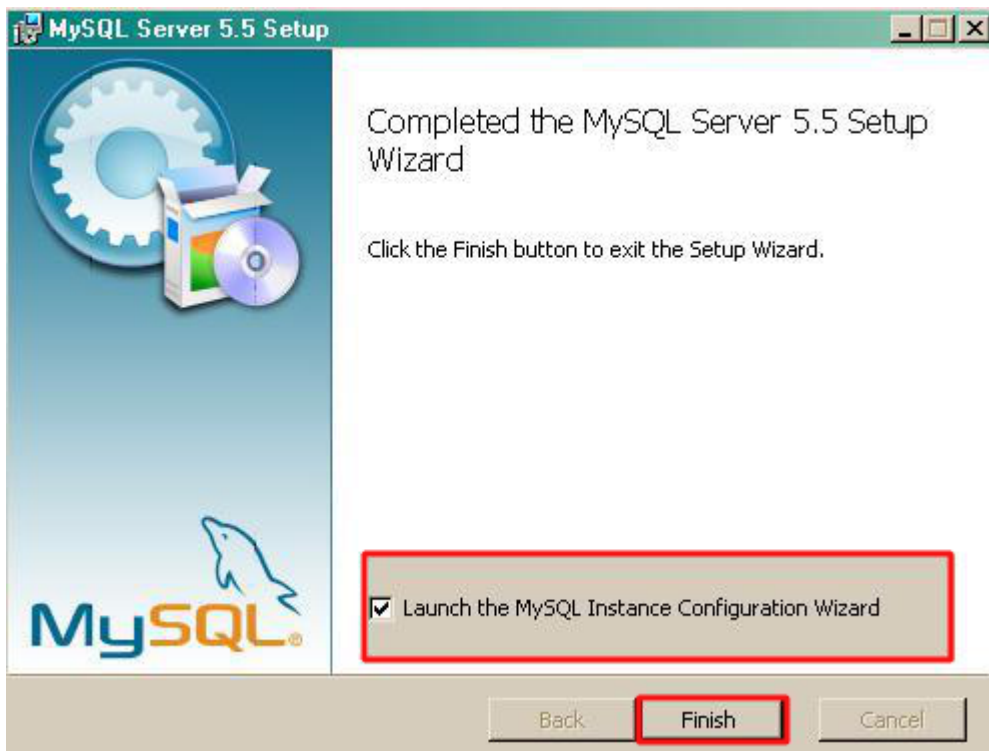 MySQL Server 5.5 Setup
Completed the MySQL Server 5.5 Setup
Wizard
Click the Finish button to exit the Setup Wizard.
MySQL®
Launch the MySQL Instance Configuration Wizard
Back
Finish
Cancel